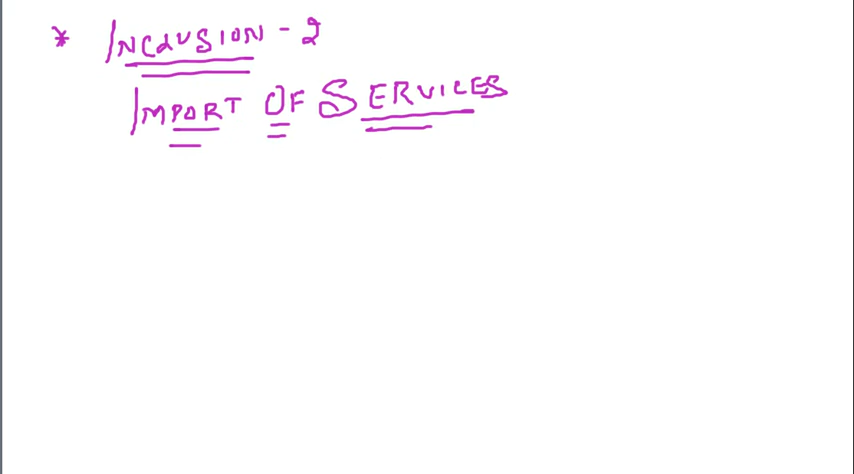 * INCLUSION - 2
IMPORT OF SERVICES